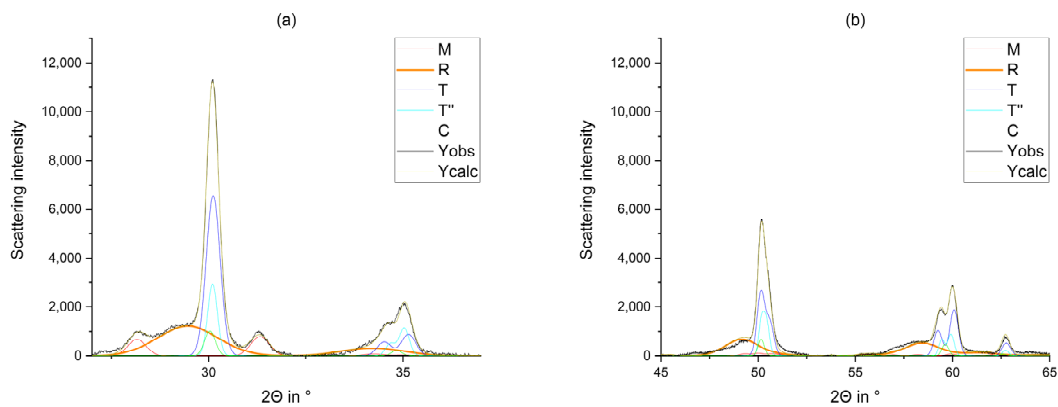 (a)
M
R
T
T"
C
Yobs
Ycalc
12,000
10,000
8,000
6,000
4,000
2,000
0
Scattering intensity
30
35
2Θ in °
(b)
M
R
T
T"
C
Yobs
Ycalc
12,000
10,000
8,000
6,000
4,000
2,000
0
Scattering intensity
45
50
55
60
65
2Θ in °